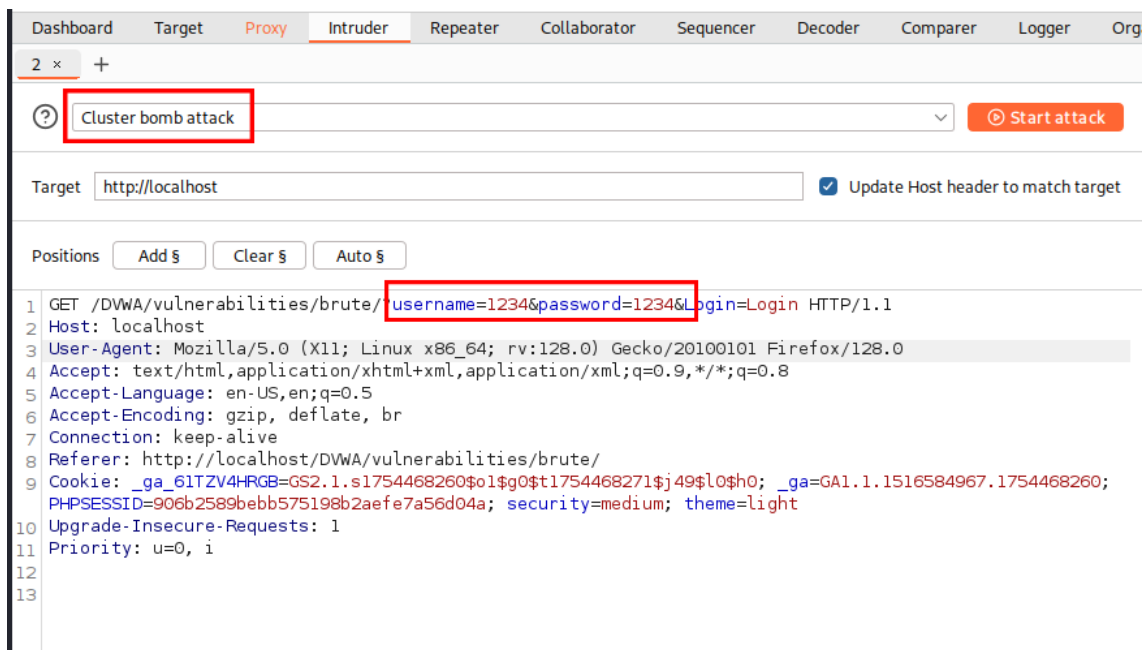 Dashboard Target Proxy Intruder Repeater Collaborator Sequencer Decoder Comparer Logger Org
2 × +
? Cluster bomb attack Start attack
Target http://localhost Update Host header to match target
Positions Add § Clear § Auto §
1 GET /DVWA/vulnerabilities/brute/?username=1234&password=1234&Login=Login HTTP/1.1
2 Host: localhost
3 User-Agent: Mozilla/5.0 (X11; Linux x86_64; rv:128.0) Gecko/20100101 Firefox/128.0
4 Accept: text/html,application/xhtml+xml,application/xml;q=0.9,*/*;q=0.8
5 Accept-Language: en-US,en;q=0.5
6 Accept-Encoding: gzip, deflate, br
7 Connection: keep-alive
8 Referer: http://localhost/DVWA/vulnerabilities/brute/
9 Cookie: _ga_61TZV4HRGB=GS2.1.s1754468260$o1$g0$t1754468271$j49$l0$h0; _ga=GA1.1.1516584967.1754468260;
PHPSESSID=906b2589bebb575198b2aefe7a56d04a; security=medium; theme=light
10 Upgrade-Insecure-Requests: 1
11 Priority: u=0, i
12
13